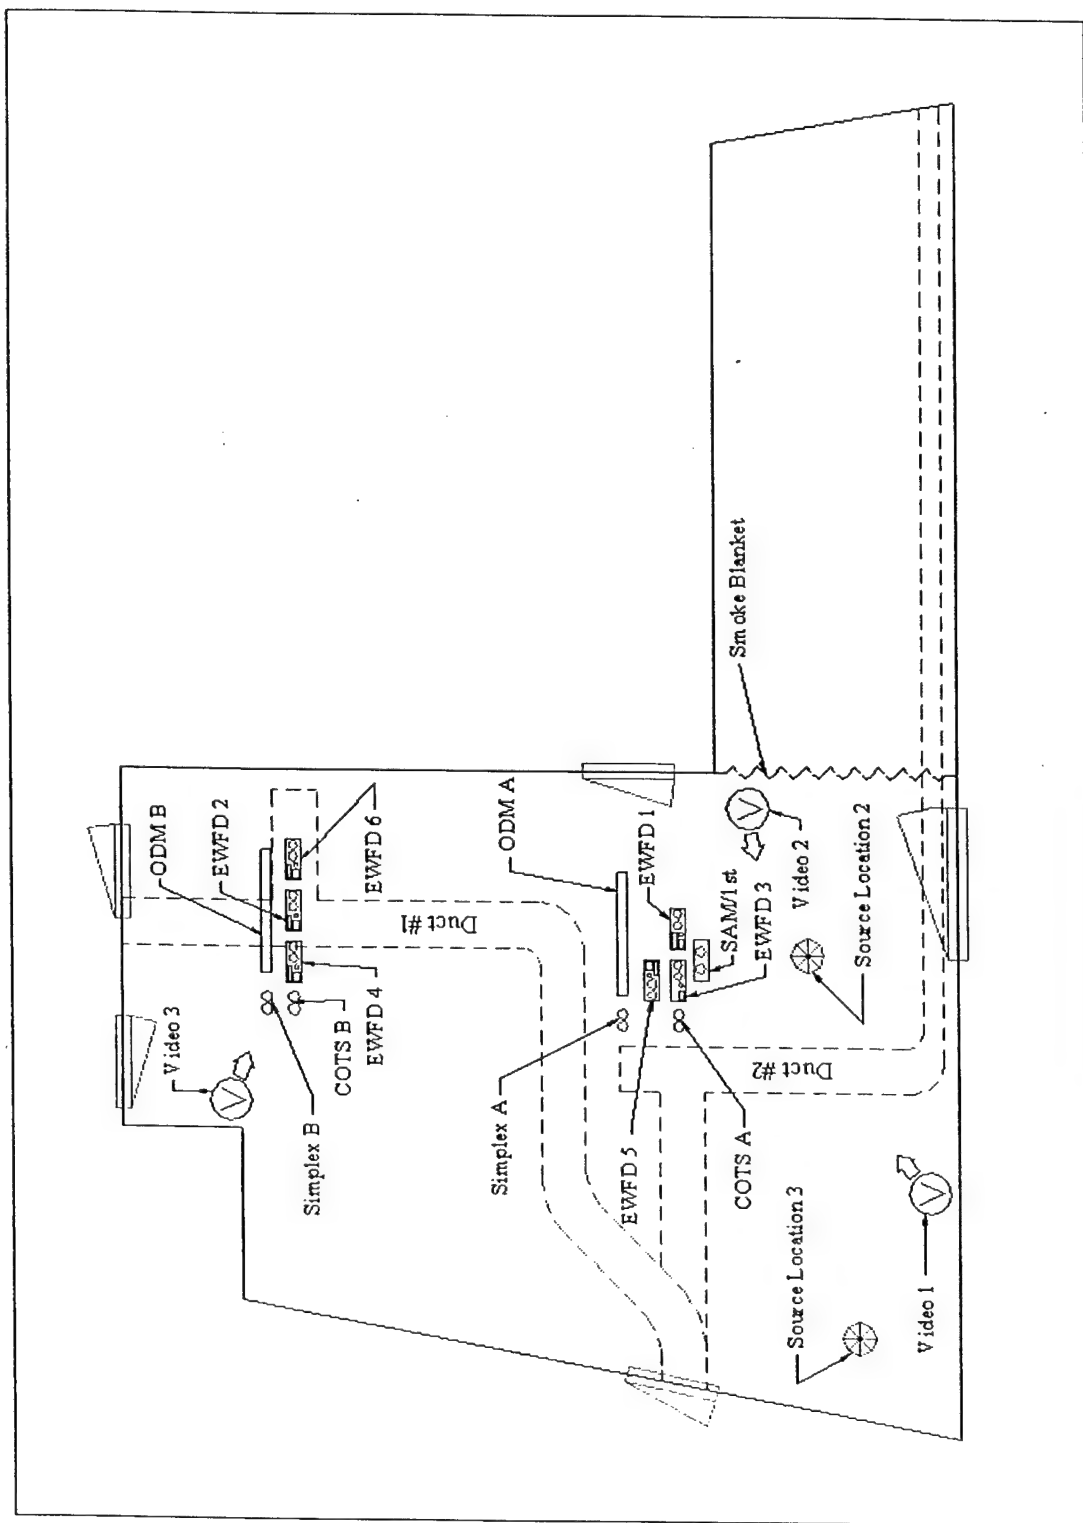 Video 3
ODM B
EWFD 2
EWFD 6
Simplex B
COTS B
EWFD 4
Duct #1
Simplex A
ODM A
EWFD 5
EWFD 1
COTS A
SAM/1st
EWFD 3
Duct #2
Video 2
Smoke Blanket
Source Location 2
Source Location 3
Video 1
V
V
V